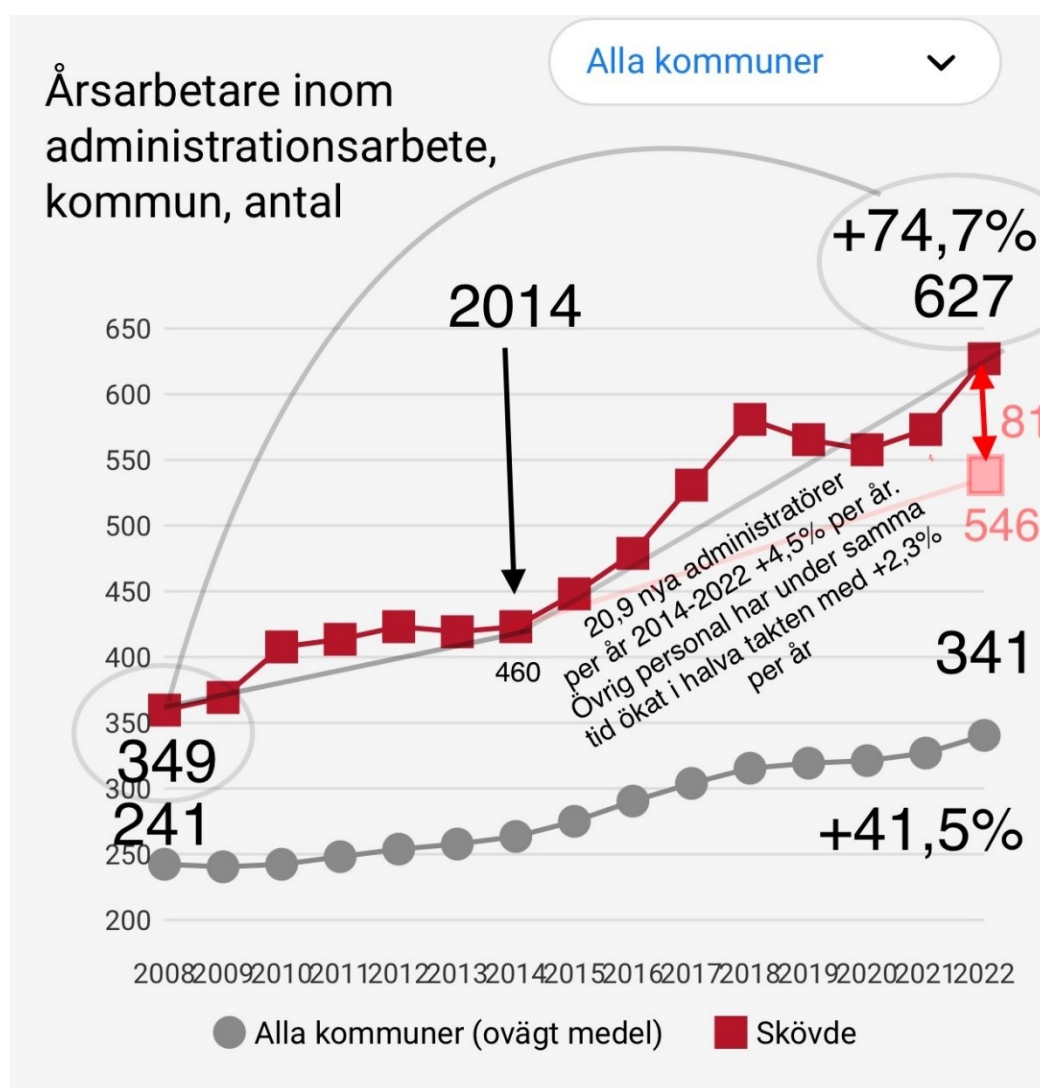 Alla kommuner
Årsarbetare inom
administrationsarbete,
kommun, antal
+74,7%
627
2014
650
600
550
500
450
400
350
300
250
200
81
546
460
20,9 nya administratörer
per år 2014-2022 +4,5% per år.
Övrig personal har under samma
tid ökat i halva takten med +2,3%
per år
341
349
241
+41,5%
2008 2009 2010 2011 2012 2013 2014 2015 2016 2017 2018 2019 2020 2021 2022
Alla kommuner (ovägt medel) Skövde